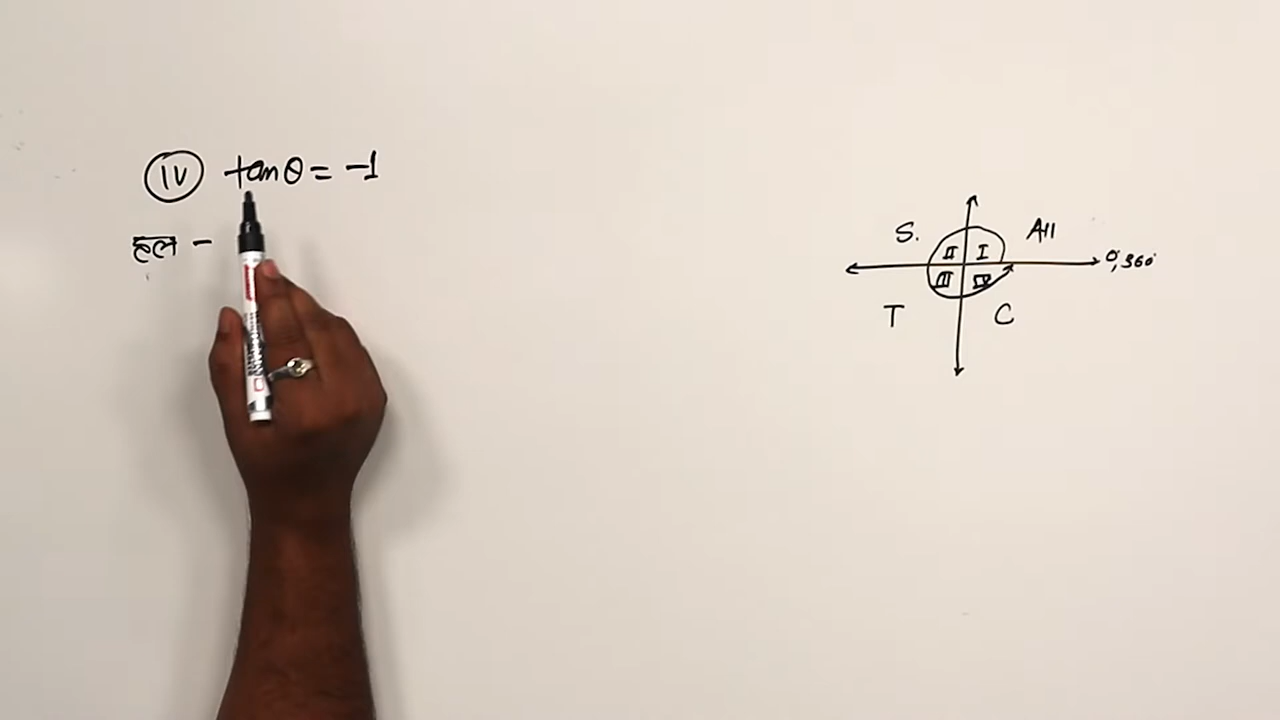 (iv) tanθ = -1
हल -
S. All
II I
0°, 360°
III IV
T C